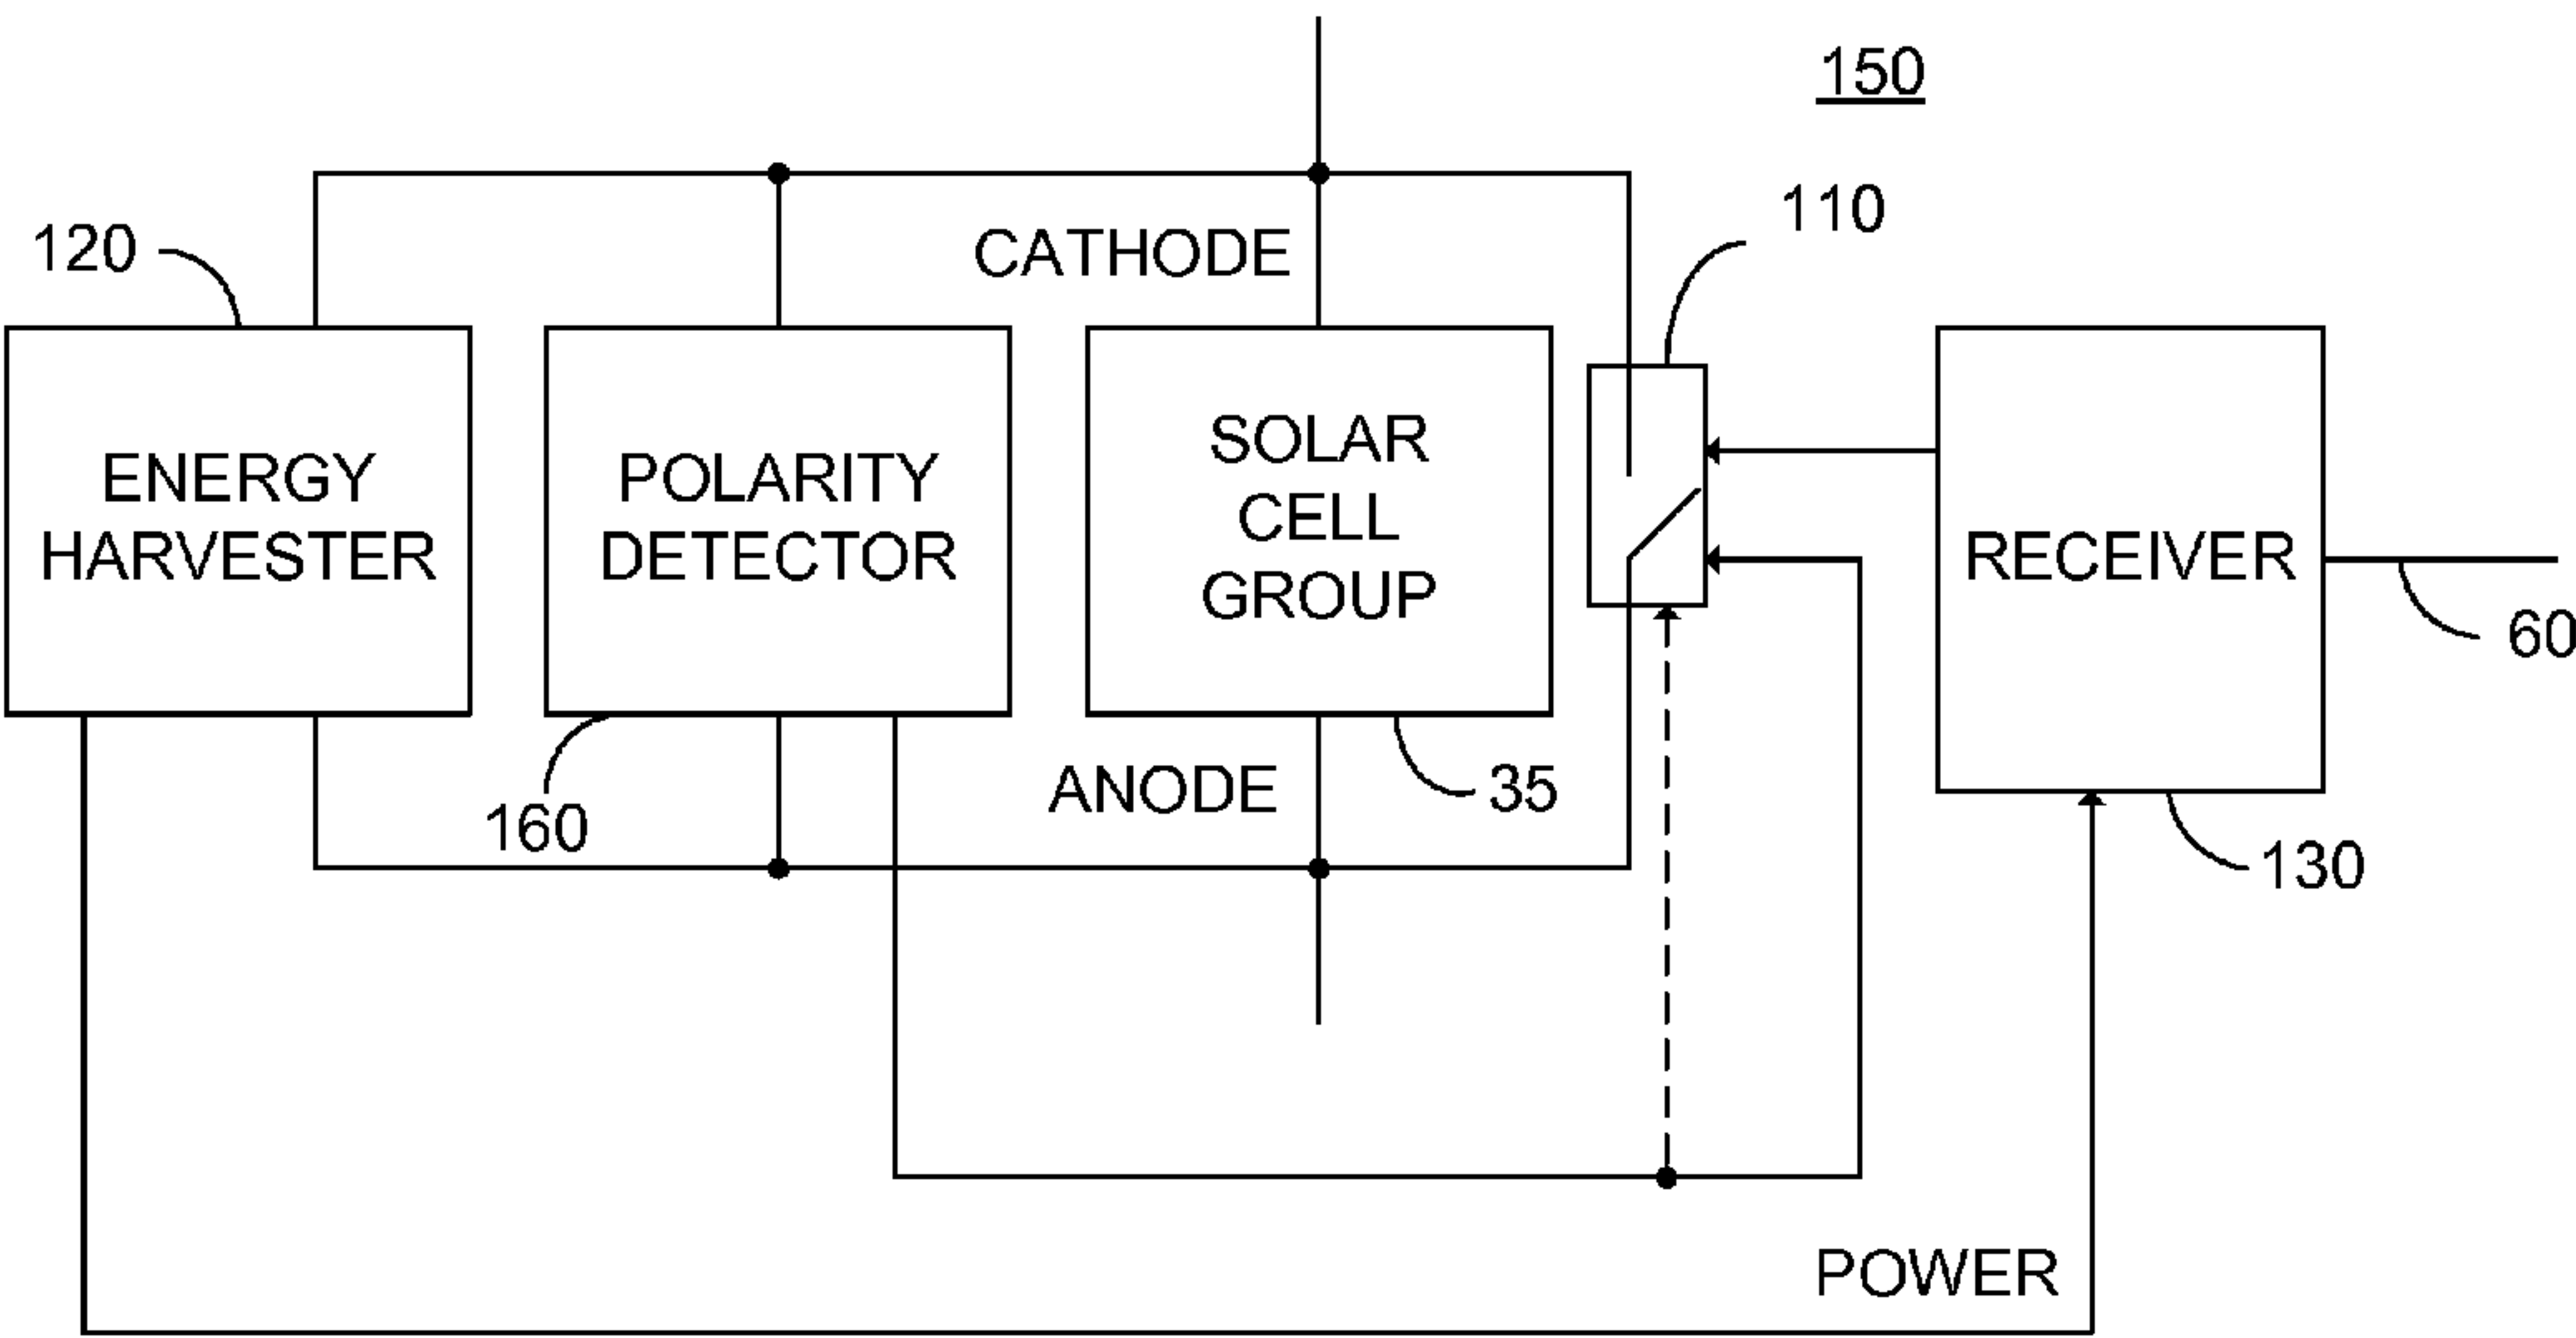 150
110
120
CATHODE
ENERGY
HARVESTER
POLARITY
DETECTOR
SOLAR
CELL
GROUP
RECEIVER
60
ANODE
35
160
130
POWER